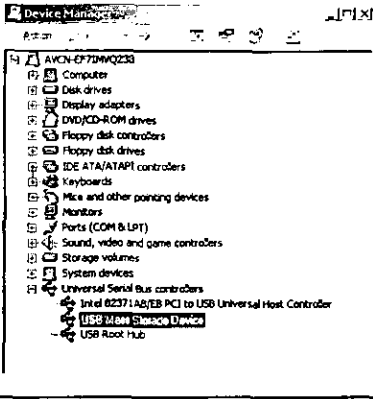 Device Manager
Action
AVCN-EF71MVQ233
Computer
Disk drives
Display adapters
DVD/CD-ROM drives
Floppy disk controllers
Floppy disk drives
IDE ATA/ATAPI controllers
Keyboards
Mice and other pointing devices
Monitors
Ports (COM & LPT)
Sound, video and game controllers
Storage volumes
System devices
Universal Serial Bus controllers
Intel 82371AB/EB PCI to USB Universal Host Controller
USB Mass Storage Device
USB Root Hub